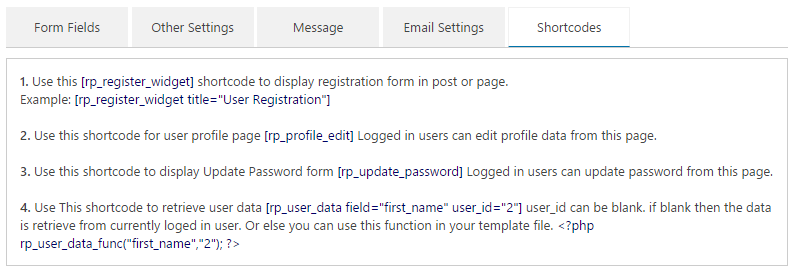 Form Fields Other Settings Message Email Settings Shortcodes
1. Use this [rp_register_widget] shortcode to display registration form in post or page.
Example: [rp_register_widget title="User Registration"]
2. Use this shortcode for user profile page [rp_profile_edit] Logged in users can edit profile data from this page.
3. Use this shortcode to display Update Password form [rp_update_password] Logged in users can update password from this page.
4. Use This shortcode to retrieve user data [rp_user_data field="first_name" user_id="2"] user_id can be blank. if blank then the data
is retrieve from currently loged in user. Or else you can use this function in your template file. <?php
rp_user_data_func("first_name","2"); ?>